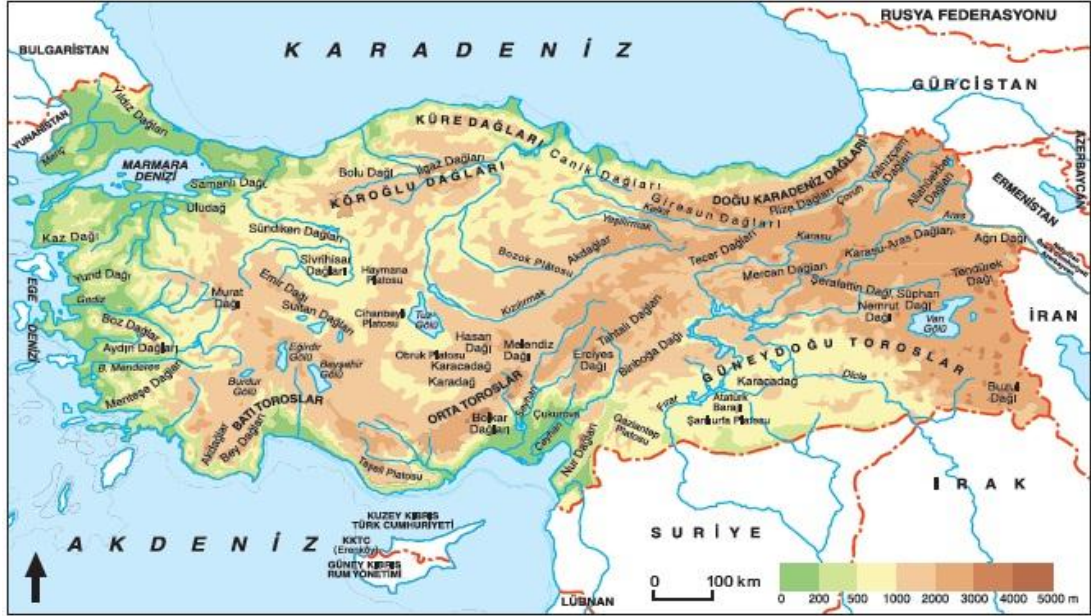 RUSYA FEDERASYONU
BULGARİSTAN
KARADENİZ
GÜRCİSTAN
YUNANİSTAN
Yıldız Dağları
Meriç
MARMARA
DENİZİ
Samanlı Dağı
Uludağ
KÜRE DAĞLARI
Bolu Dağı
Ilgaz Dağları
KÖROĞLU DAĞLARI
Canik Dağları
Giresun Dağları
DOĞU KARADENİZ DAĞLARI
Rize Dağları
Çoruh
Yalnızçam
Dağları
Allahüekber
Dağları
AZERBAYCAN
ERMENİSTAN
Kaz Dağı
Sündiken Dağları
Sivrihisar
Dağları
Haymana
Platosu
Bozok Platosu
Akdağlar
Yeşilırmak
Kelkit
Tecer Dağları
Karasu
Karasu-Aras Dağları
Aras
Ağrı Dağı
Yund Dağı
Gediz
EGE DENİZİ
Murat
Dağı
Emir Dağı
Sultan Dağları
Cihanbeyli
Platosu
Tuz
Gölü
Kızılırmak
Mercan Dağları
Şerafettin Dağı
Süphan
Nemrut Dağı
Dağı
Tendürek
Dağı
Van
Gölü
İRAN
Boz Dağlar
Aydın Dağları
B. Menderes
Menteşe Dağları
Eğirdir
Gölü
Beyşehir
Gölü
Burdur
Gölü
Obruk Platosu
Hasan
Dağı
Karacadağ
Karadağ
Melendiz
Dağı
Erciyes
Dağı
Tahtalı Dağları
Binboğa Dağı
GÜNEYDOĞU TOROSLAR
Karacadağ
Dicle
Buzul
Dağı
BATI TOROSLAR
Akdağlar
Bey Dağları
ORTA TOROSLAR
Bolkar
Dağları
Seyhan
Çukurova
Ceyhan
Nur Dağları
Gaziantep
Platosu
Fırat
Atatürk
Barajı
Şanlıurfa Platosu
Taşeli Platosu
AKDENİZ
KUZEY KIBRIS
TÜRK CUMHURİYETİ
KKTC
(Erenköy)
GÜNEY KIBRIS
RUM YÖNETİMİ
SURİYE
IRAK
LÜBNAN
0 100 km
0 200 500 1000 2000 3000 4000 5000 m